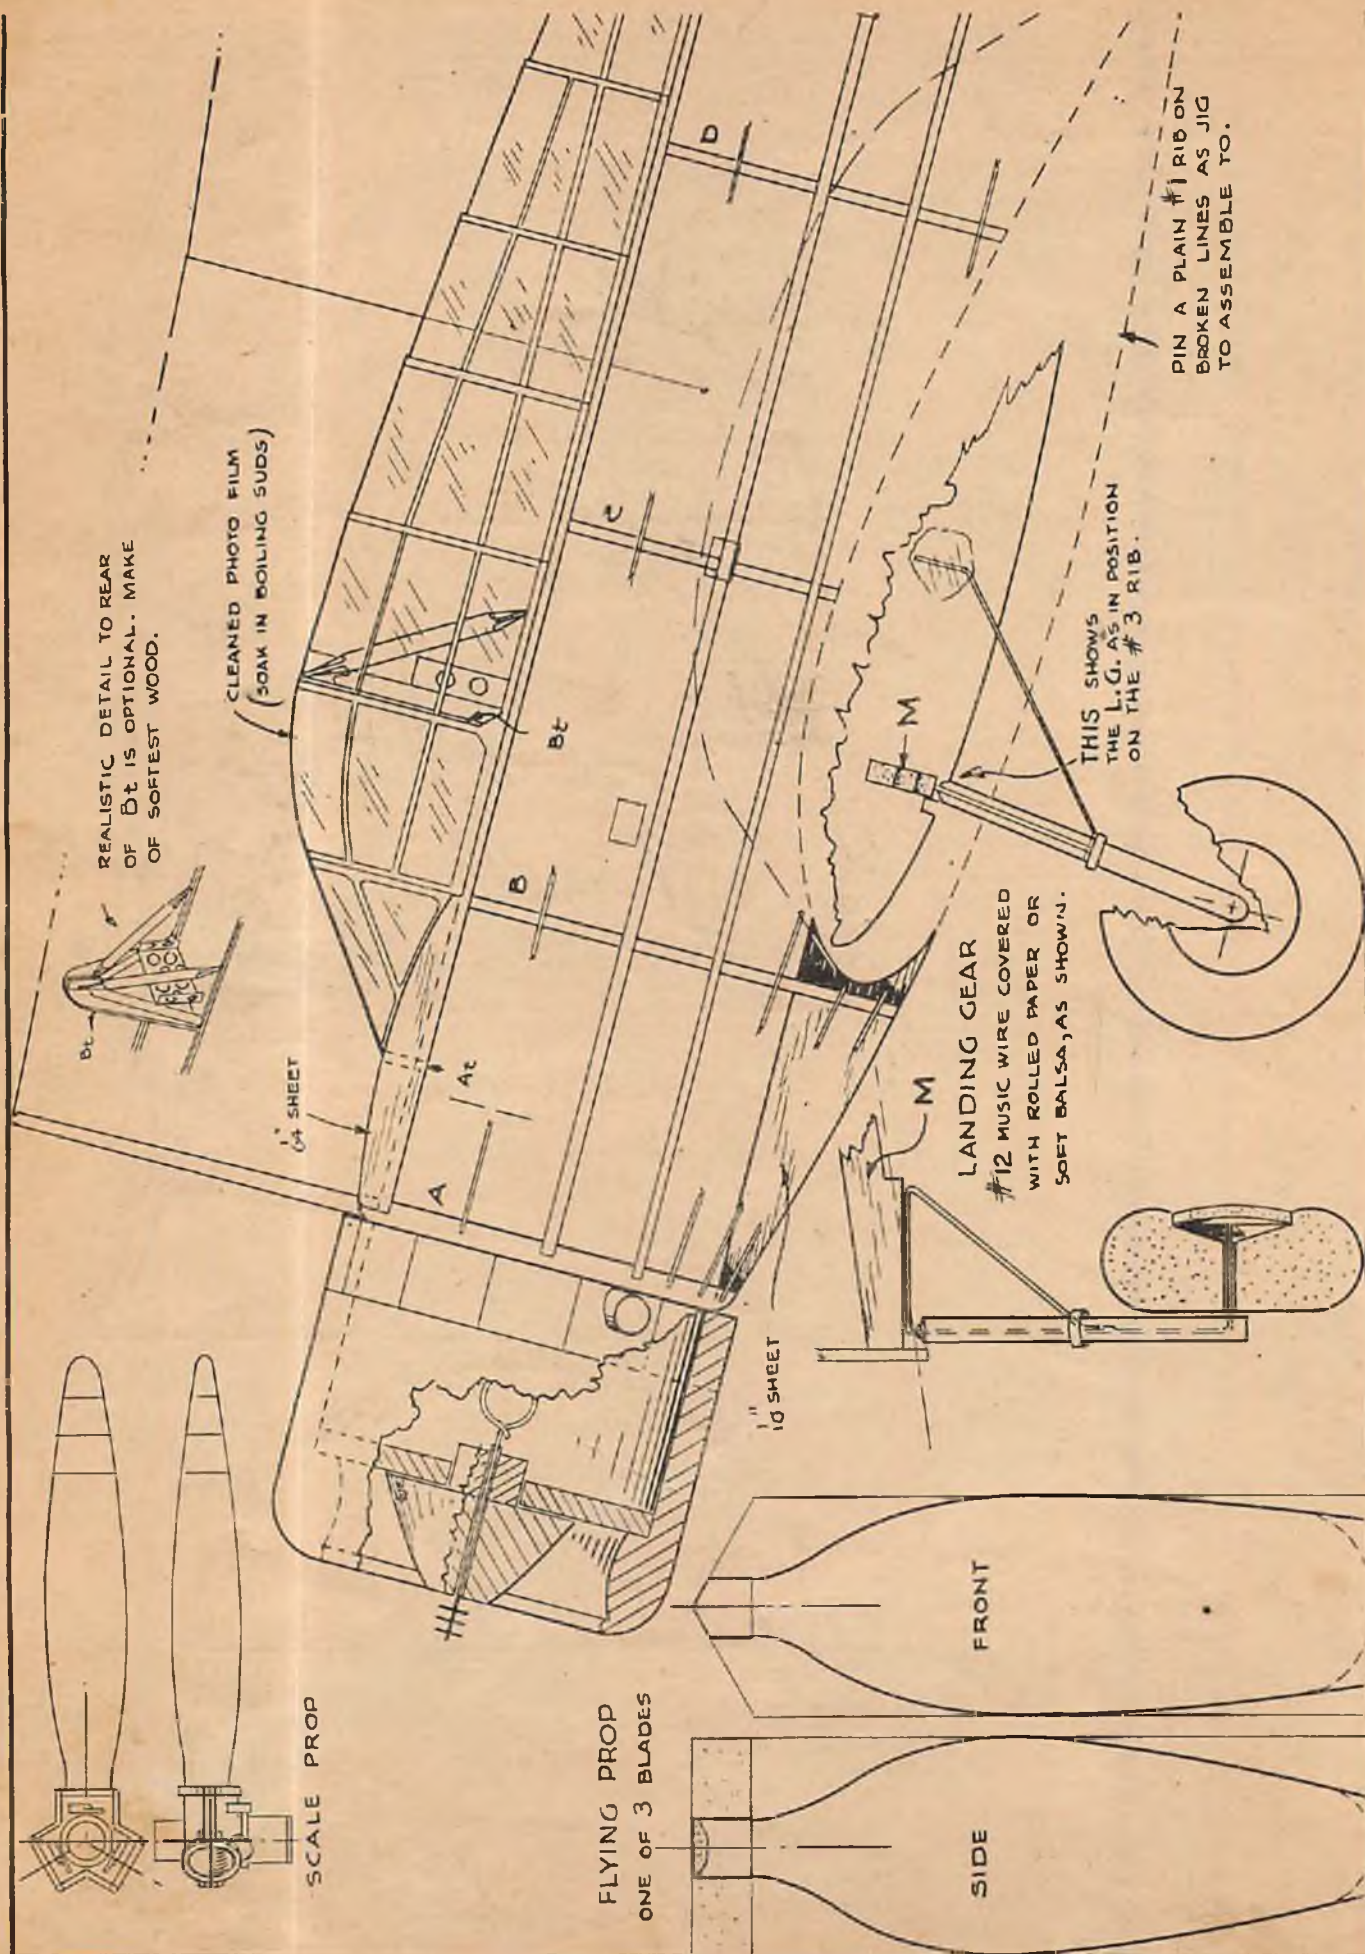 REALISTIC DETAIL TO REAR
OF Bt IS OPTIONAL. MAKE
OF SOFTEST WOOD.
Bt
CLEANED PHOTO FILM
(SOAK IN BOILING SUDS)
1/64" SHEET
At
Bt
A
B
C
D
SCALE PROP
PIN A PLAIN #1 RIB ON
BROKEN LINES AS JIG
TO ASSEMBLE TO.
M
THIS SHOWS
THE L.G. AS IN POSITION
ON THE #3 RIB.
LANDING GEAR
#12 MUSIC WIRE COVERED
WITH ROLLED PAPER OR
SOFT BALSA, AS SHOWN.
M
1/16" SHEET
FLYING PROP
ONE OF 3 BLADES
SIDE
FRONT